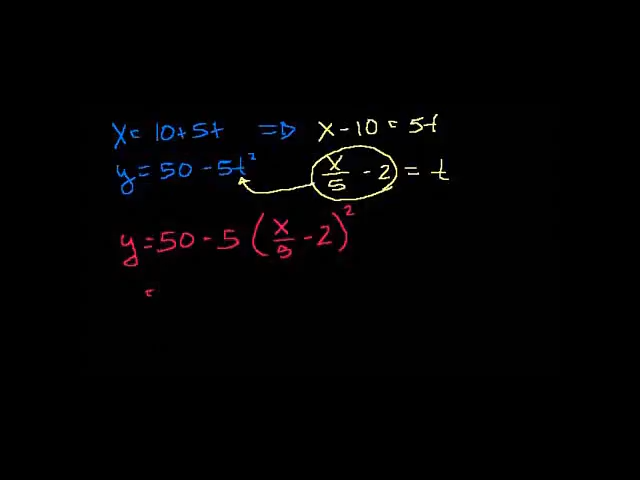 x = 10 + 5t ⇒ x - 10 = 5t
y = 50 - 5t² x/5 - 2 = t
y = 50 - 5(x/5 - 2)²
=